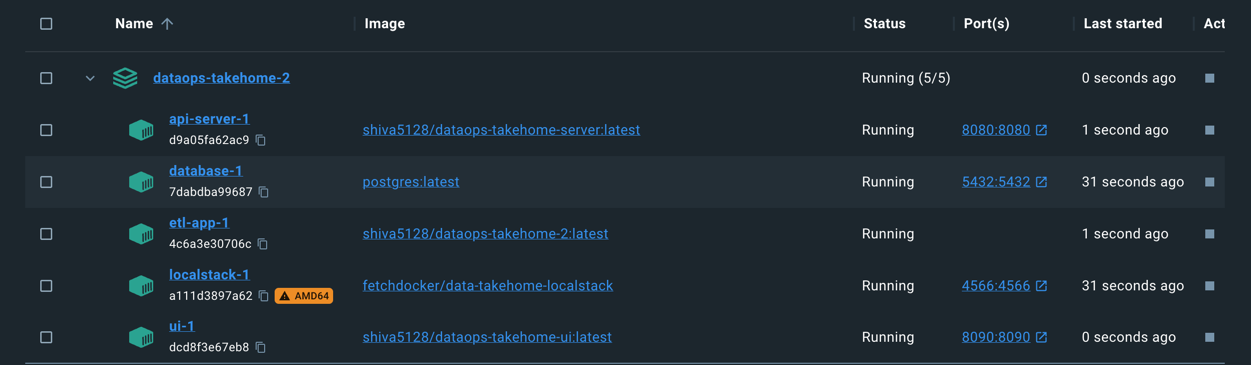 Name Image Status Port(s) Last started Act
dataops-takehome-2 Running (5/5) 0 seconds ago
api-server-1
d9a05fa62ac9 shiva5128/dataops-takehome-server:latest Running 8080:8080 1 second ago
database-1
7dabdba99687 postgres:latest Running 5432:5432 31 seconds ago
etl-app-1
4c6a3e30706c shiva5128/dataops-takehome-2:latest Running 1 second ago
localstack-1
a111d3897a62 AMD64 fetchdocker/data-takehome-localstack Running 4566:4566 31 seconds ago
ui-1
dcd8f3e67eb8 shiva5128/dataops-takehome-ui:latest Running 8090:8090 0 seconds ago